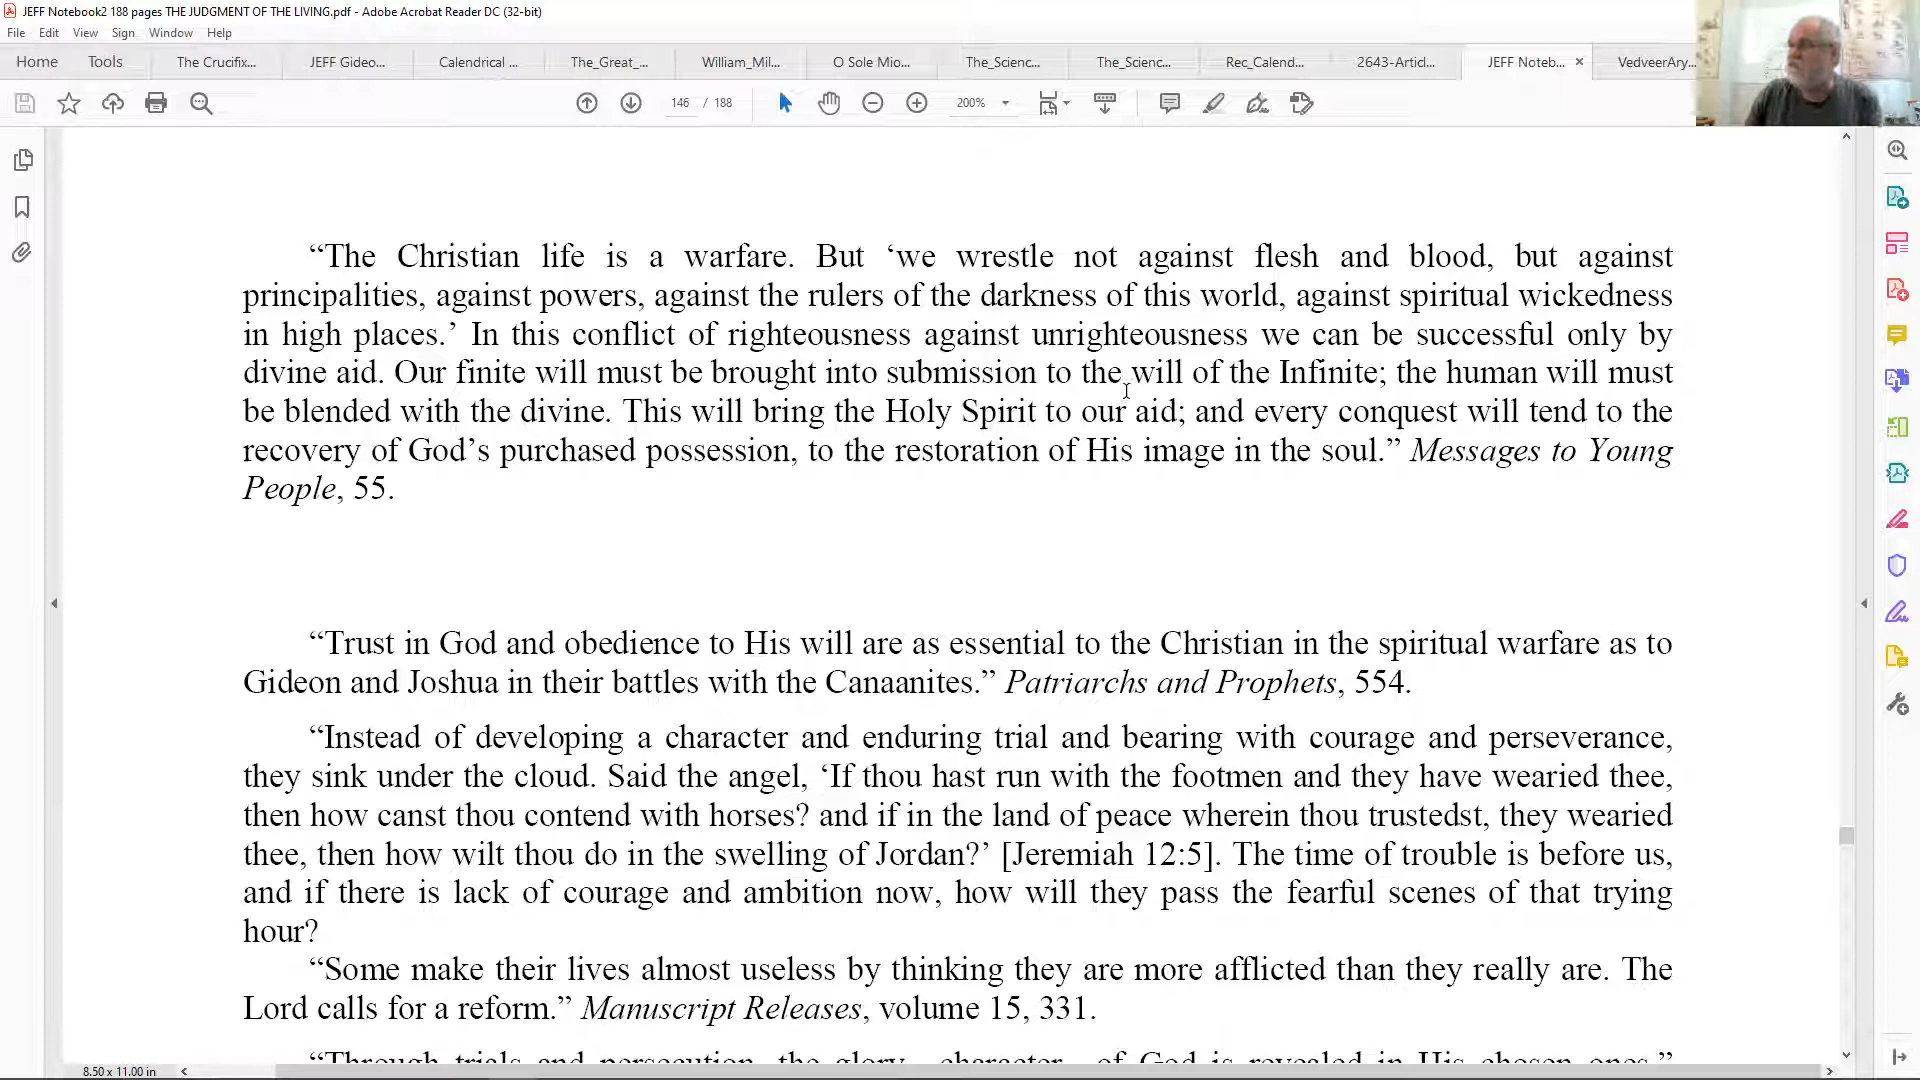 JEFF Notebook2 188 pages THE JUDGMENT OF THE LIVING.pdf - Adobe Acrobat Reader DC (32-bit)
File Edit View Sign Window Help
Home Tools The Crucifix... JEFF Gideo... Calendrical ... The_Great_... William_Mil... O Sole Mio... The_Scienc... The_Scienc... Rec_Calend... 2643-Articl... JEFF Noteb... × VedveerAry...
146 / 188 200%
“The Christian life is a warfare. But ‘we wrestle not against flesh and blood, but against
principalities, against powers, against the rulers of the darkness of this world, against spiritual wickedness
in high places.’ In this conflict of righteousness against unrighteousness we can be successful only by
divine aid. Our finite will must be brought into submission to the will of the Infinite; the human will must
be blended with the divine. This will bring the Holy Spirit to our aid; and every conquest will tend to the
recovery of God’s purchased possession, to the restoration of His image in the soul.” Messages to Young
People, 55.
“Trust in God and obedience to His will are as essential to the Christian in the spiritual warfare as to
Gideon and Joshua in their battles with the Canaanites.” Patriarchs and Prophets, 554.
“Instead of developing a character and enduring trial and bearing with courage and perseverance,
they sink under the cloud. Said the angel, ‘If thou hast run with the footmen and they have wearied thee,
then how canst thou contend with horses? and if in the land of peace wherein thou trustedst, they wearied
thee, then how wilt thou do in the swelling of Jordan?’ [Jeremiah 12:5]. The time of trouble is before us,
and if there is lack of courage and ambition now, how will they pass the fearful scenes of that trying
hour?
“Some make their lives almost useless by thinking they are more afflicted than they really are. The
Lord calls for a reform.” Manuscript Releases, volume 15, 331.
“Through trials and persecution, the glory—character—of God is revealed in His chosen ones.”
8.50 x 11.00 in